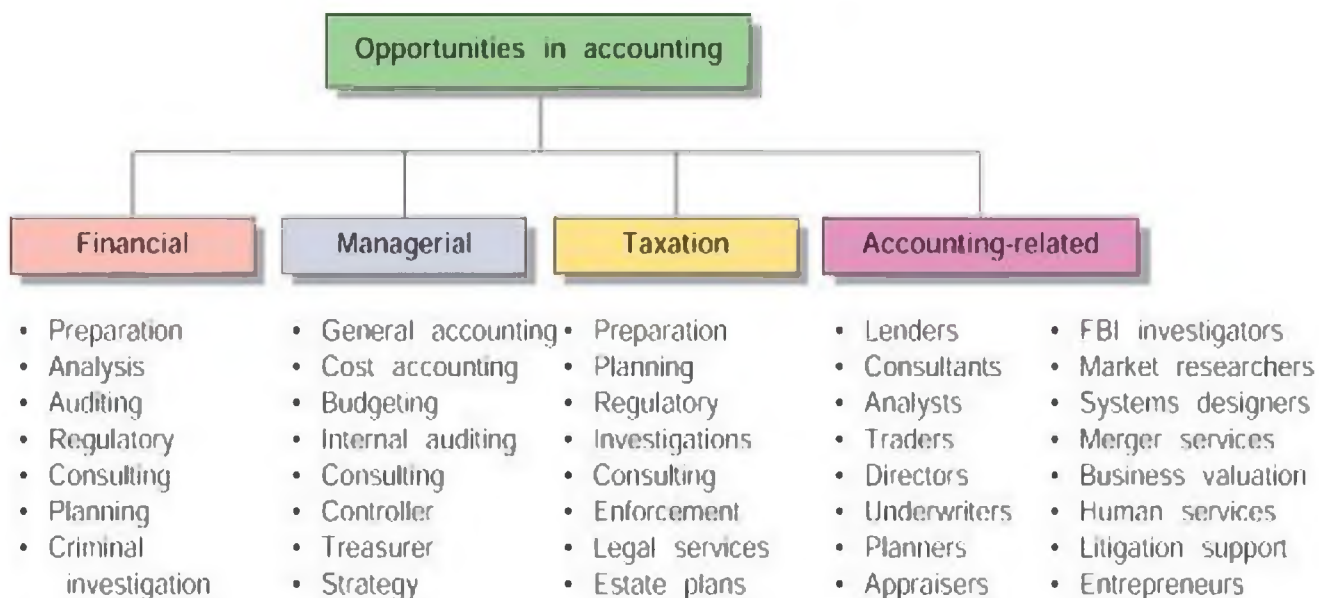 Opportunities in accounting
Financial
• Preparation
• Analysis
• Auditing
• Regulatory
• Consulting
• Planning
• Criminal
investigation
Managerial
• General accounting
• Cost accounting
• Budgeting
• Internal auditing
• Consulting
• Controller
• Treasurer
• Strategy
Taxation
• Preparation
• Planning
• Regulatory
• Investigations
• Consulting
• Enforcement
• Legal services
• Estate plans
Accounting-related
• Lenders
• Consultants
• Analysts
• Traders
• Directors
• Underwriters
• Planners
• Appraisers
• FBI investigators
• Market researchers
• Systems designers
• Merger services
• Business valuation
• Human services
• Litigation support
• Entrepreneurs